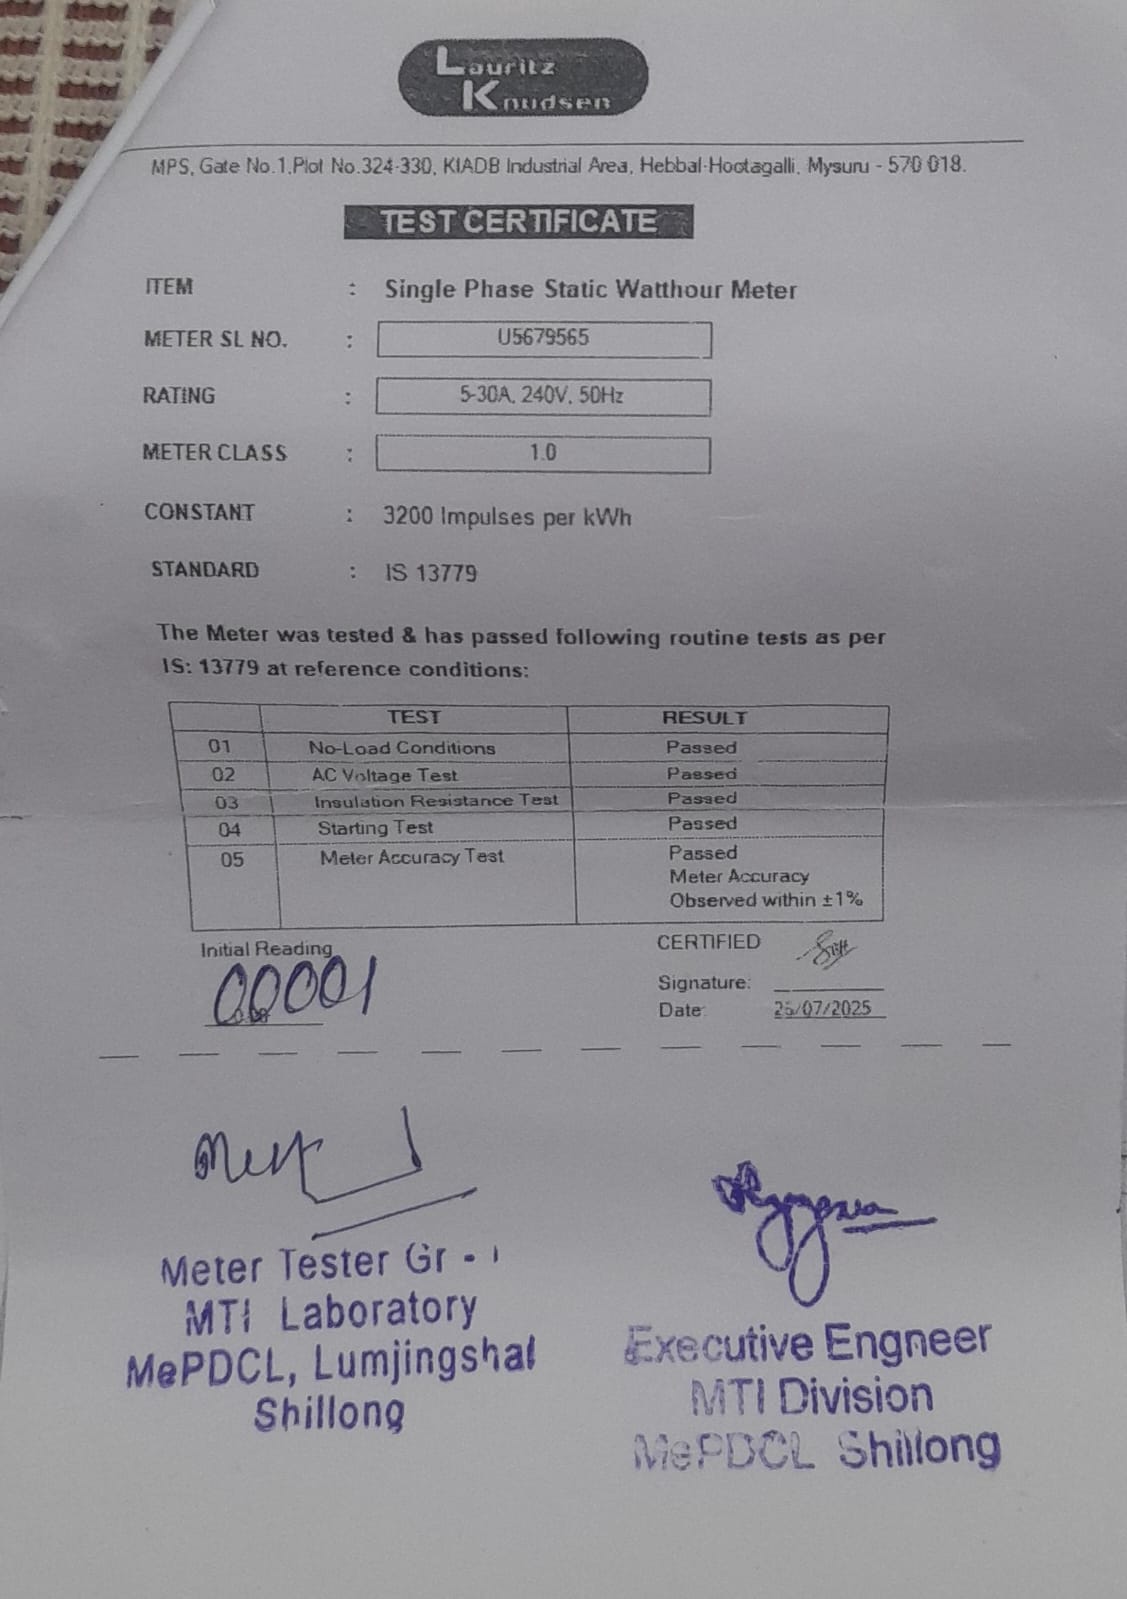 Lauritz
Knudsen
MPS, Gate No.1,Plot No.324-330, KIADB Industrial Area, Hebbal-Hootagalli, Mysuru - 570 018.
TEST CERTIFICATE
ITEM : Single Phase Static Watthour Meter
METER SL NO. : U5679565
RATING : 5-30A, 240V, 50Hz
METER CLASS : 1.0
CONSTANT : 3200 Impulses per kWh
STANDARD : IS 13779
The Meter was tested & has passed following routine tests as per
IS: 13779 at reference conditions:
TEST RESULT
01 No-Load Conditions Passed
02 AC Voltage Test Passed
03 Insulation Resistance Test Passed
04 Starting Test Passed
05 Meter Accuracy Test Passed
Meter Accuracy
Observed within ±1%
Initial Reading
00001
CERTIFIED
Signature:
Date: 25/07/2025
Meter Tester Gr - I
MTI Laboratory
MePDCL, Lumjingshai
Shillong
Executive Engneer
MTI Division
MePDCL Shillong